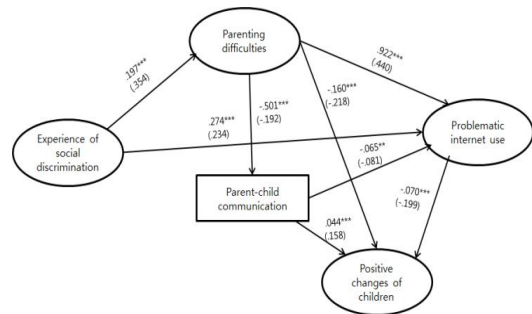 Parenting
difficulties
.197***
(.354)
.922***
(.440)
-.501***
(-.192)
-.160***
(-.218)
.274***
(.234)
Experience of
social
discrimination
Problematic
internet use
-.065**
(-.081)
Parent-child
communication
-.070***
(-.199)
.044***
(.158)
Positive
changes of
children